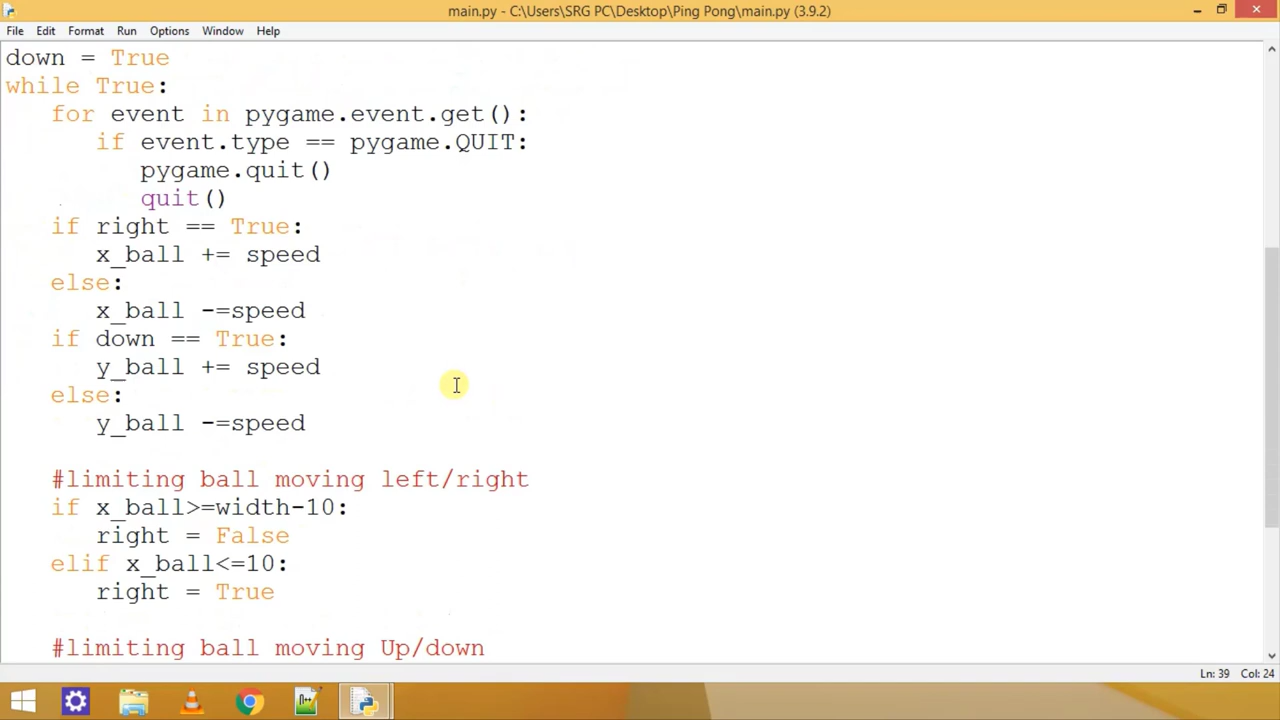 main.py - C:\Users\SRG PC\Desktop\Ping Pong\main.py (3.9.2)
File Edit Format Run Options Window Help
down = True
while True:
   for event in pygame.event.get():
      if event.type == pygame.QUIT:
         pygame.quit()
         quit()
   if right == True:
      x_ball += speed
   else:
      x_ball -=speed
   if down == True:
      y_ball += speed
   else:
      y_ball -=speed
   #limiting ball moving left/right
   if x_ball>=width-10:
      right = False
   elif x_ball<=10:
      right = True
   #limiting ball moving Up/down
Ln: 39 Col: 24